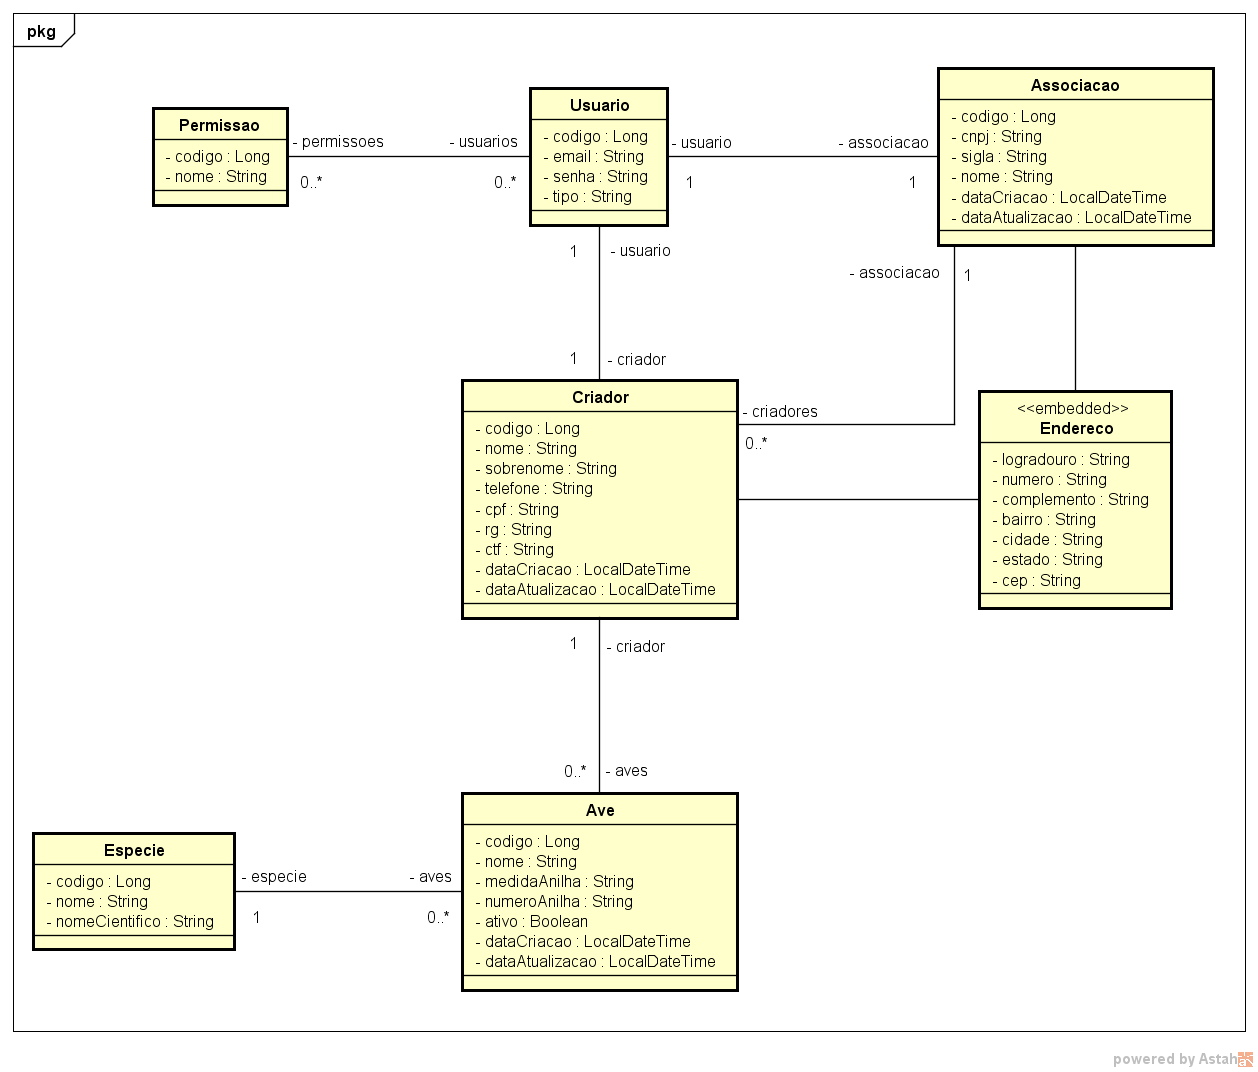 pkg
Permissao
- codigo : Long
- nome : String
- permissoes
0..*
- usuarios
0..*
Usuario
- codigo : Long
- email : String
- senha : String
- tipo : String
- usuario
1
- associacao
1
Associacao
- codigo : Long
- cnpj : String
- sigla : String
- nome : String
- dataCriacao : LocalDateTime
- dataAtualizacao : LocalDateTime
1
- usuario
1
- criador
- associacao
1
- criadores
0..*
Criador
- codigo : Long
- nome : String
- sobrenome : String
- telefone : String
- cpf : String
- rg : String
- ctf : String
- dataCriacao : LocalDateTime
- dataAtualizacao : LocalDateTime
<<embedded>>
Endereco
- logradouro : String
- numero : String
- complemento : String
- bairro : String
- cidade : String
- estado : String
- cep : String
1
- criador
0..*
- aves
Especie
- codigo : Long
- nome : String
- nomeCientifico : String
- especie
1
- aves
0..*
Ave
- codigo : Long
- nome : String
- medidaAnilha : String
- numeroAnilha : String
- ativo : Boolean
- dataCriacao : LocalDateTime
- dataAtualizacao : LocalDateTime
powered by Astah